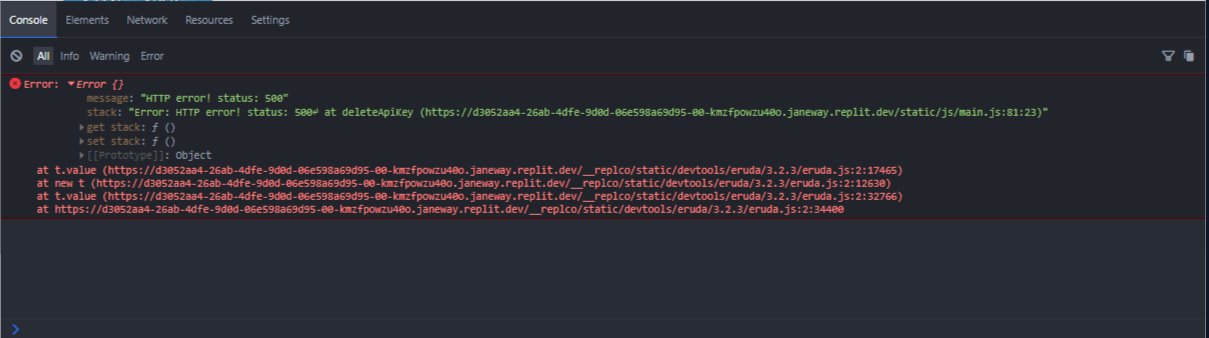 Console Elements Network Resources Settings
All Info Warning Error
Error: ▼Error {}
message: "HTTP error! status: 500"
stack: "Error: HTTP error! status: 500↵ at deleteApiKey (https://d3052aa4-26ab-4dfe-9d0d-06e598a69d95-00-kmzfpowzu40o.janeway.replit.dev/static/js/main.js:81:23)"
▶get stack: ƒ ()
▶set stack: ƒ ()
▶[[Prototype]]: Object
at t.value (https://d3052aa4-26ab-4dfe-9d0d-06e598a69d95-00-kmzfpowzu40o.janeway.replit.dev/__replco/static/devtools/eruda/3.2.3/eruda.js:2:17465)
at new t (https://d3052aa4-26ab-4dfe-9d0d-06e598a69d95-00-kmzfpowzu40o.janeway.replit.dev/__replco/static/devtools/eruda/3.2.3/eruda.js:2:12630)
at t.value (https://d3052aa4-26ab-4dfe-9d0d-06e598a69d95-00-kmzfpowzu40o.janeway.replit.dev/__replco/static/devtools/eruda/3.2.3/eruda.js:2:32766)
at https://d3052aa4-26ab-4dfe-9d0d-06e598a69d95-00-kmzfpowzu40o.janeway.replit.dev/__replco/static/devtools/eruda/3.2.3/eruda.js:2:34400